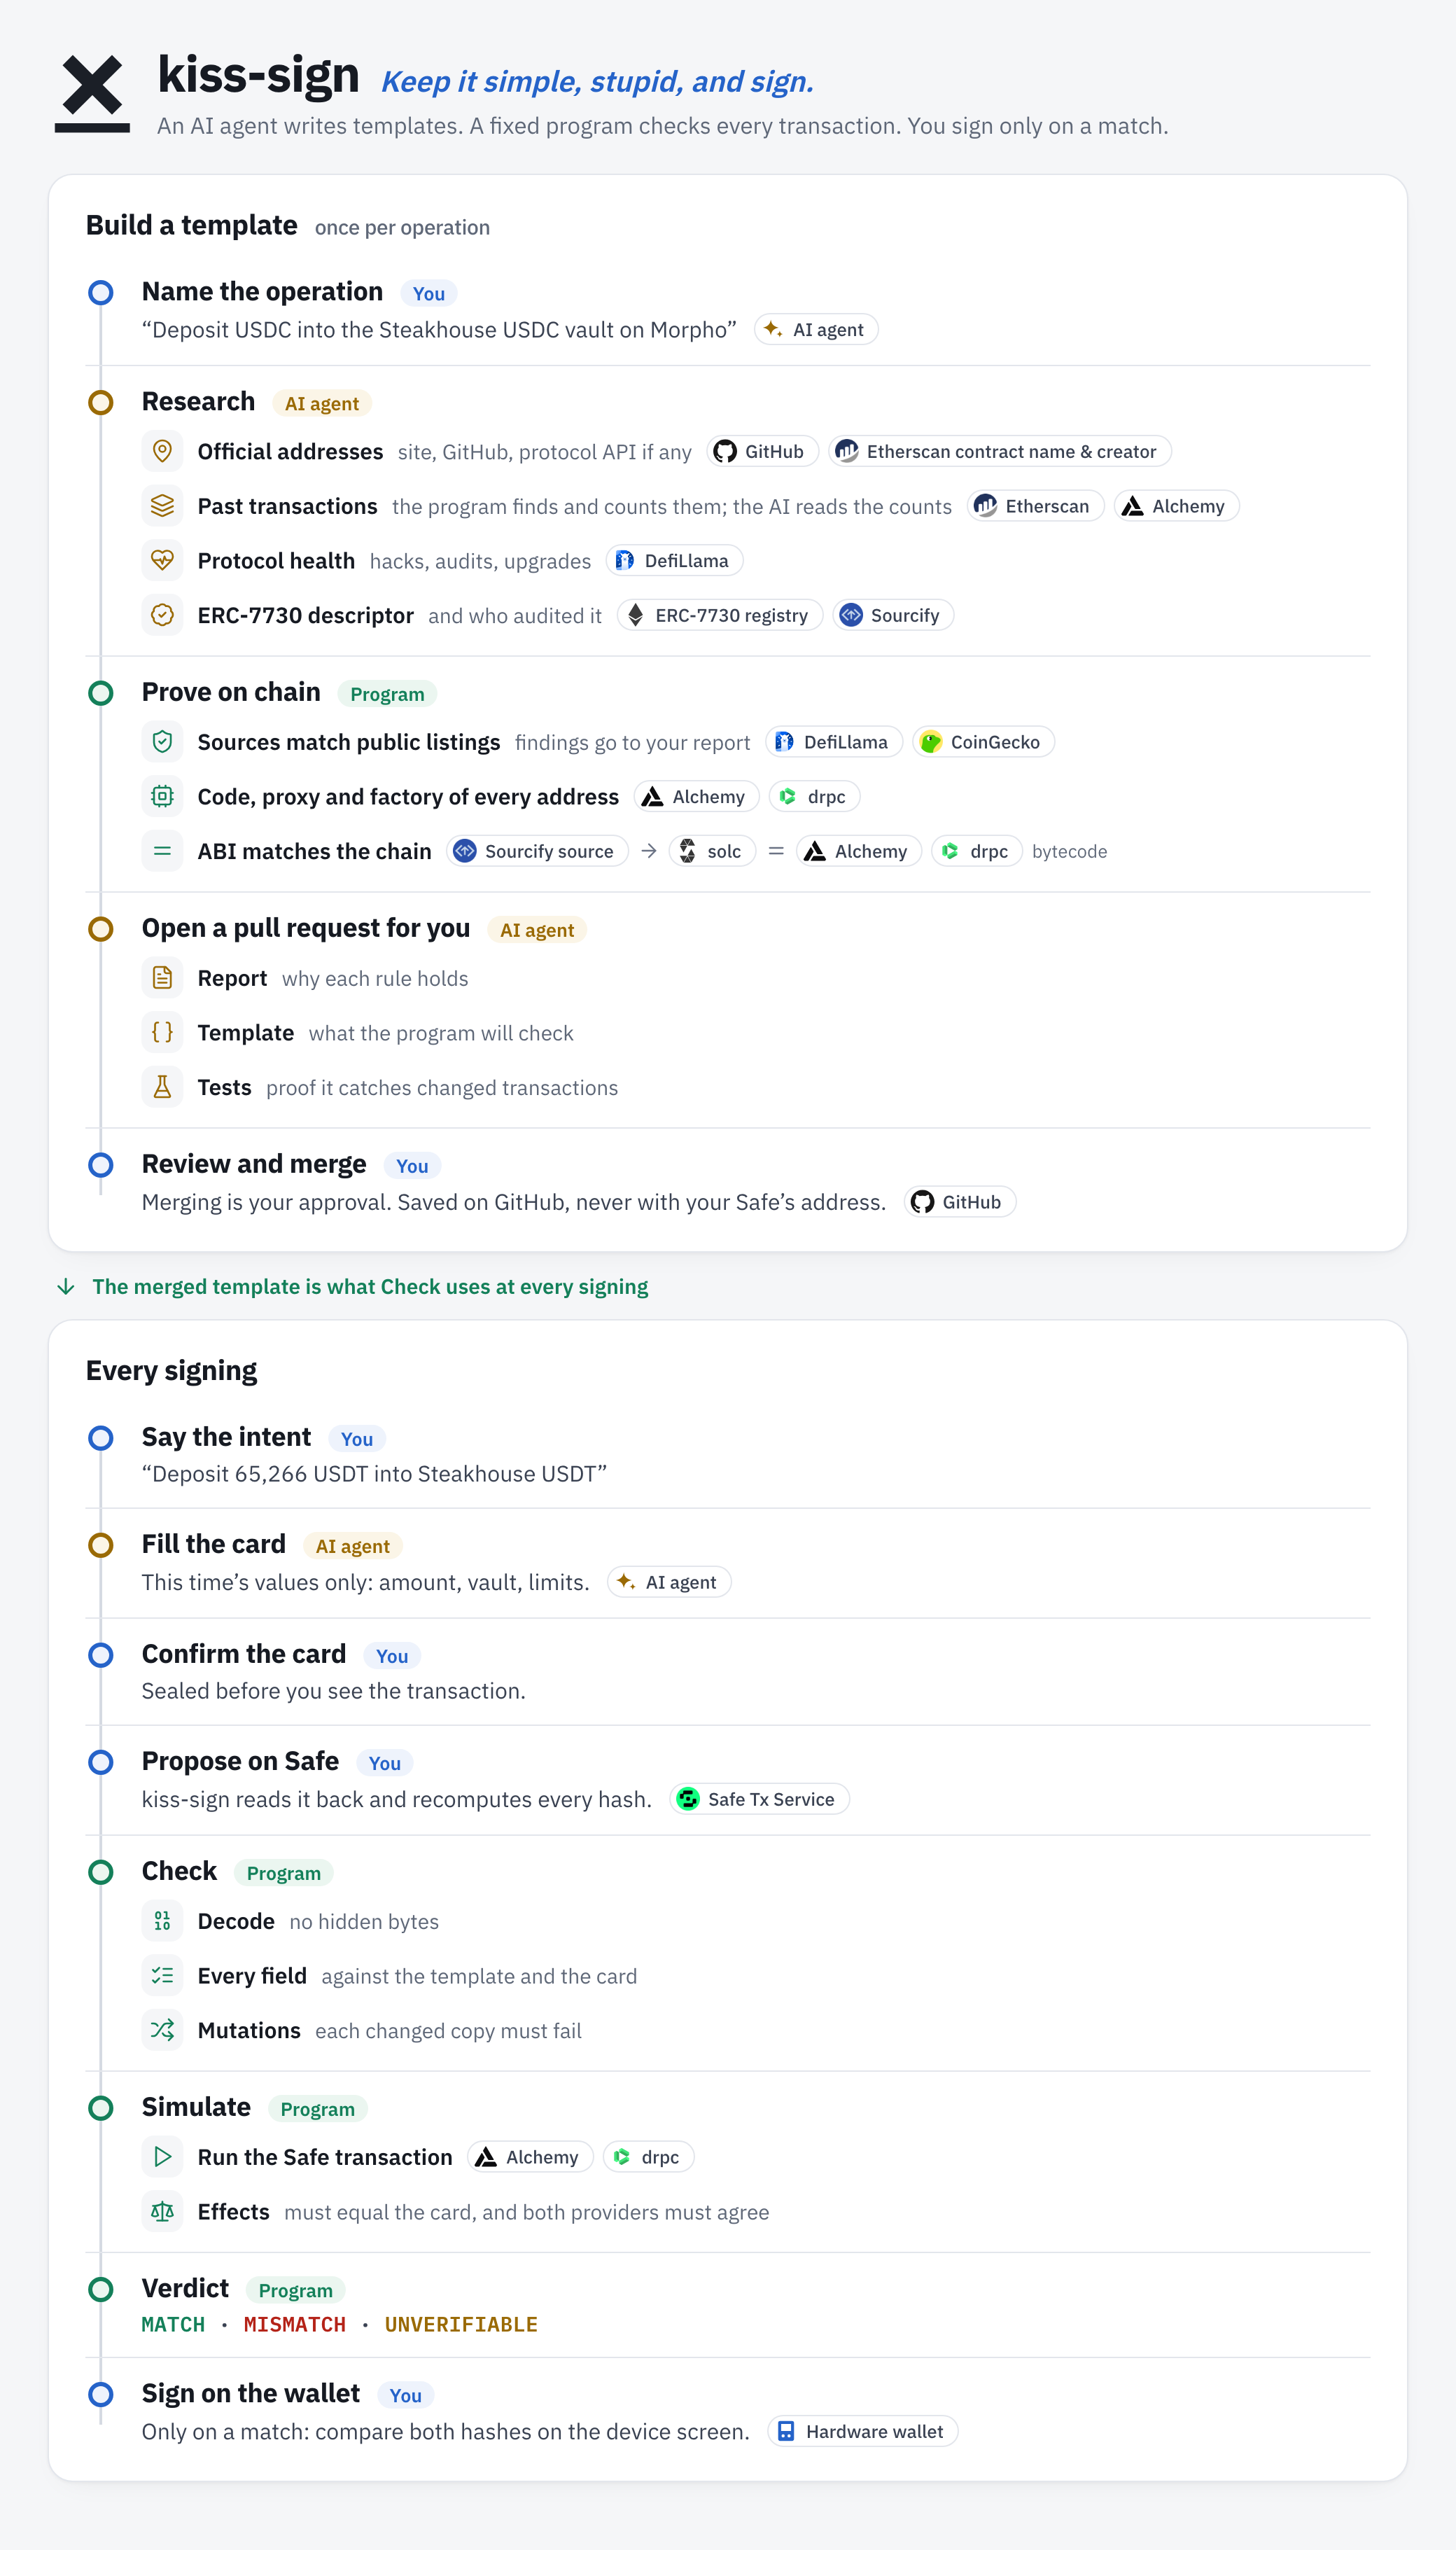 kiss-sign Keep it simple, stupid, and sign.
An AI agent writes templates. A fixed program checks every transaction. You sign only on a match.
Build a template once per operation
Name the operation You
“Deposit USDC into the Steakhouse USDC vault on Morpho” AI agent
Research AI agent
Official addresses site, GitHub, protocol API if any GitHub Etherscan contract name & creator
Past transactions the program finds and counts them; the AI reads the counts Etherscan Alchemy
Protocol health hacks, audits, upgrades DefiLlama
ERC-7730 descriptor and who audited it ERC-7730 registry Sourcify
Prove on chain Program
Sources match public listings findings go to your report DefiLlama CoinGecko
Code, proxy and factory of every address Alchemy drpc
ABI matches the chain Sourcify source → solc = Alchemy drpc bytecode
Open a pull request for you AI agent
Report why each rule holds
Template what the program will check
Tests proof it catches changed transactions
Review and merge You
Merging is your approval. Saved on GitHub, never with your Safe’s address. GitHub
↓ The merged template is what Check uses at every signing
Every signing
Say the intent You
“Deposit 65,266 USDT into Steakhouse USDT”
Fill the card AI agent
This time’s values only: amount, vault, limits. AI agent
Confirm the card You
Sealed before you see the transaction.
Propose on Safe You
kiss-sign reads it back and recomputes every hash. Safe Tx Service
Check Program
Decode no hidden bytes
Every field against the template and the card
Mutations each changed copy must fail
Simulate Program
Run the Safe transaction Alchemy drpc
Effects must equal the card, and both providers must agree
Verdict Program
MATCH · MISMATCH · UNVERIFIABLE
Sign on the wallet You
Only on a match: compare both hashes on the device screen. Hardware wallet